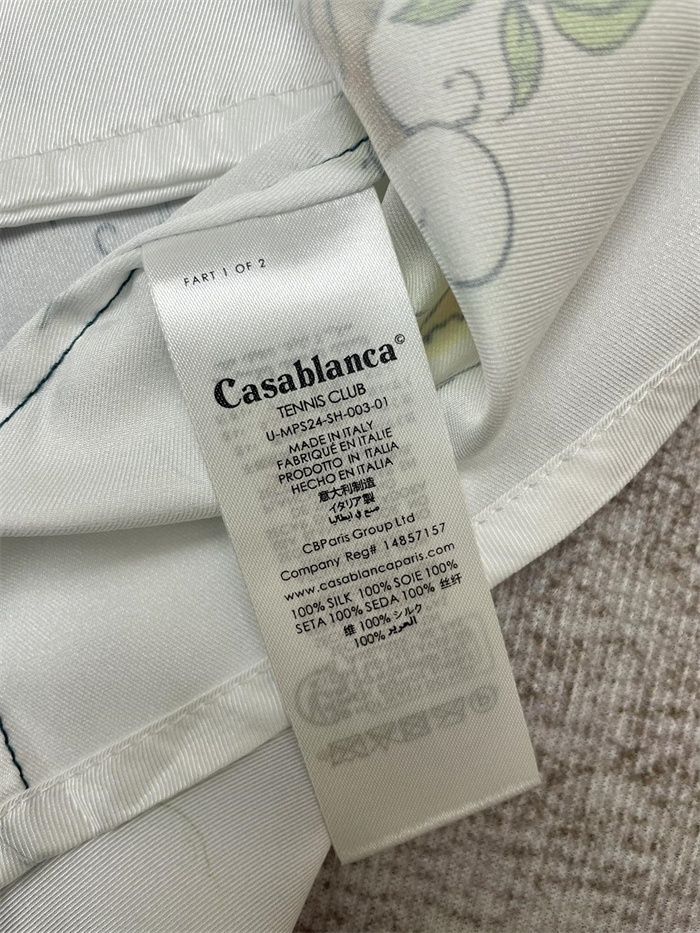 FART 1 OF 2
Casablanca©
TENNIS CLUB
U-MPS24-SH-003-01
MADE IN ITALY
FABRIQUÉ EN ITALIE
PRODOTTO IN ITALIA
HECHO EN ITALIA
意大利制造
イタリア製
صنع في ايطاليا
CBParis Group Ltd
Company Reg# 14857157
www.casablancaparis.com
100% SILK 100% SOIE 100%
SETA 100% SEDA 100% 丝纤
维 100% シルク
100% الحرير